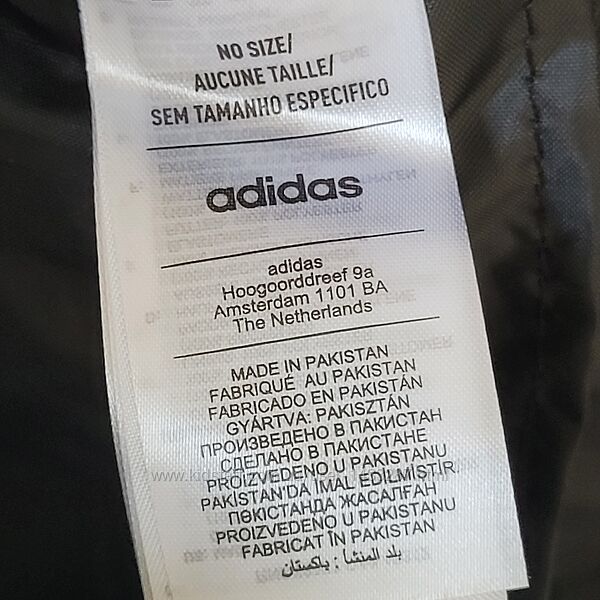 NO SIZE/
AUCUNE TAILLE/
SEM TAMANHO ESPECIFICO
adidas
adidas
Hoogoorddreef 9a
Amsterdam 1101 BA
The Netherlands
MADE IN PAKISTAN
FABRIQUÉ AU PAKISTAN
FABRICADO EN PAKISTÁN
GYÁRTVA: PAKISZTÁN
ПРОИЗВЕДЕНО В ПАКИСТАН
СДЕЛАНО В ПАКИСТАНЕ
PROIZVEDENO U PAKISTANU
PAKİSTAN'DA İMAL EDİLMİŞTİR
ПӘКІСТАНДА ЖАСАЛҒАН
PROIZVEDENO U PAKISTANU
FABRICAT ÎN PAKISTAN
بلد المنشأ : باكستان